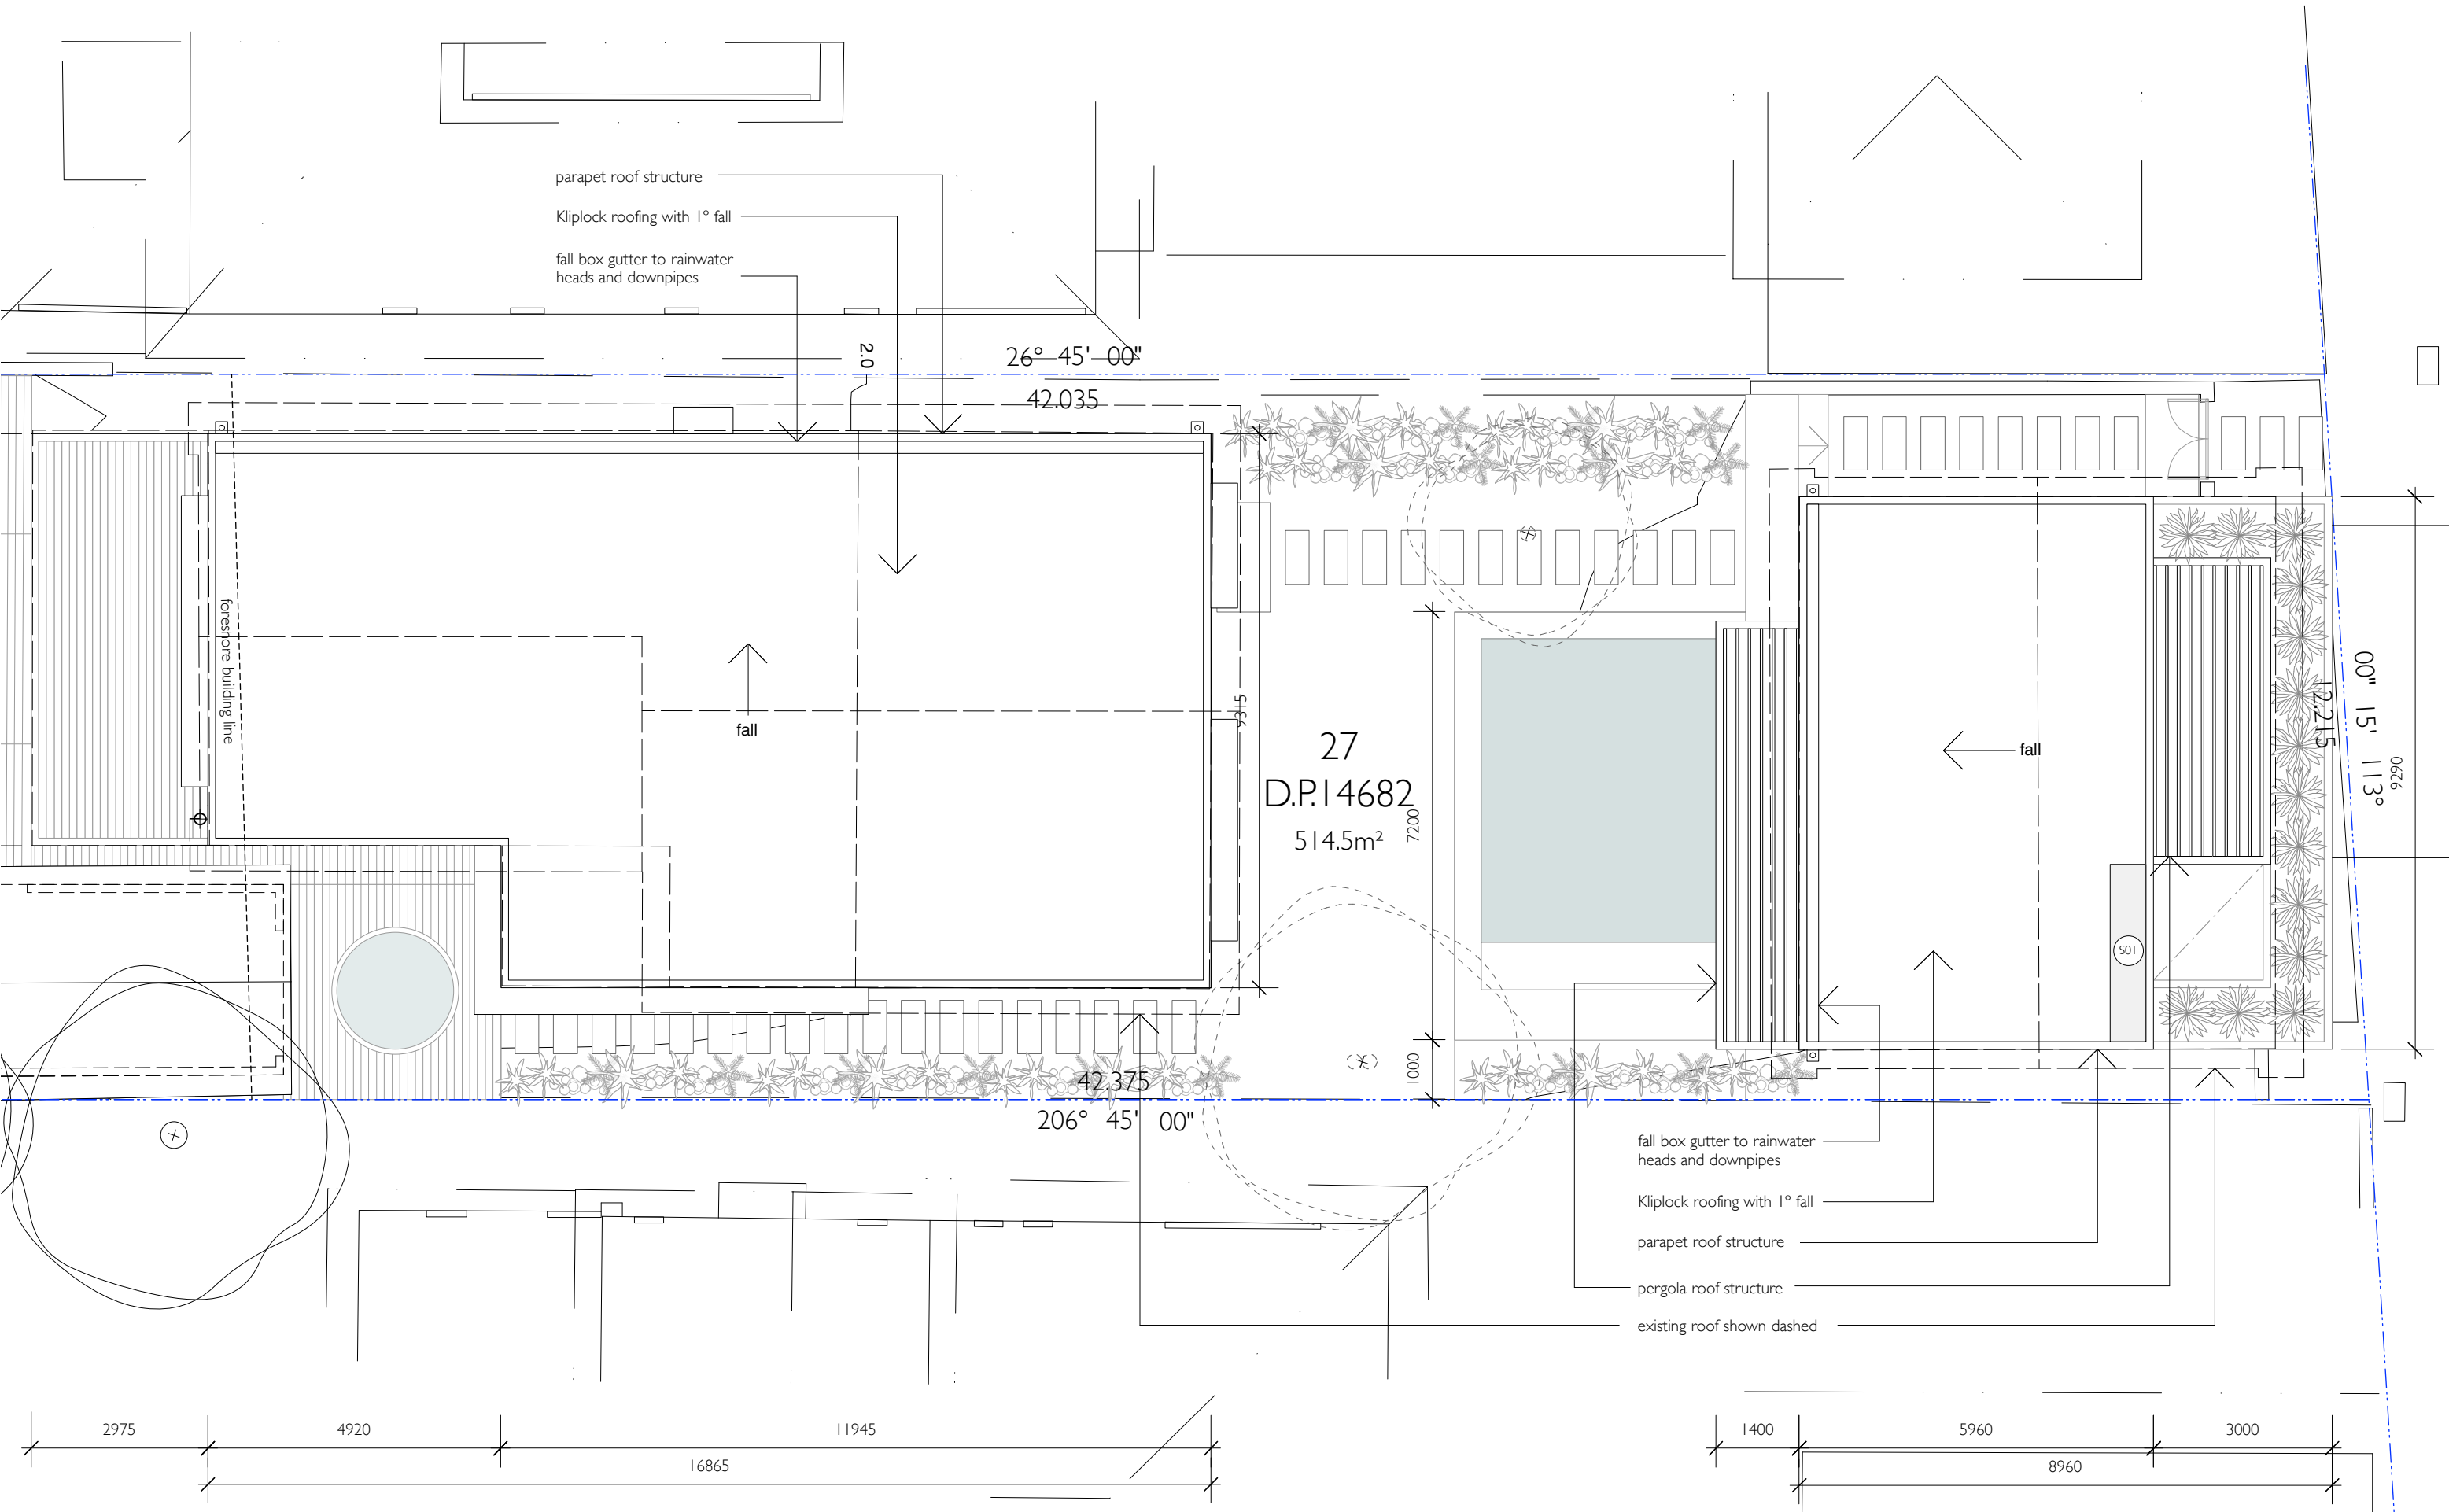 parapet roof structure
Kliplock roofing with 1° fall
fall box gutter to rainwater
heads and downpipes
2.0
26° 45' 00"
42.035
foreshore building line
fall
9315
27
D.P.14682
514.5m²
7200
1000
fall
S01
12.215
00" 15' 113°
9290
42.375
206° 45' 00"
fall box gutter to rainwater
heads and downpipes
Kliplock roofing with 1° fall
parapet roof structure
pergola roof structure
existing roof shown dashed
2975 4920 11945
16865
1400 5960 3000
8960